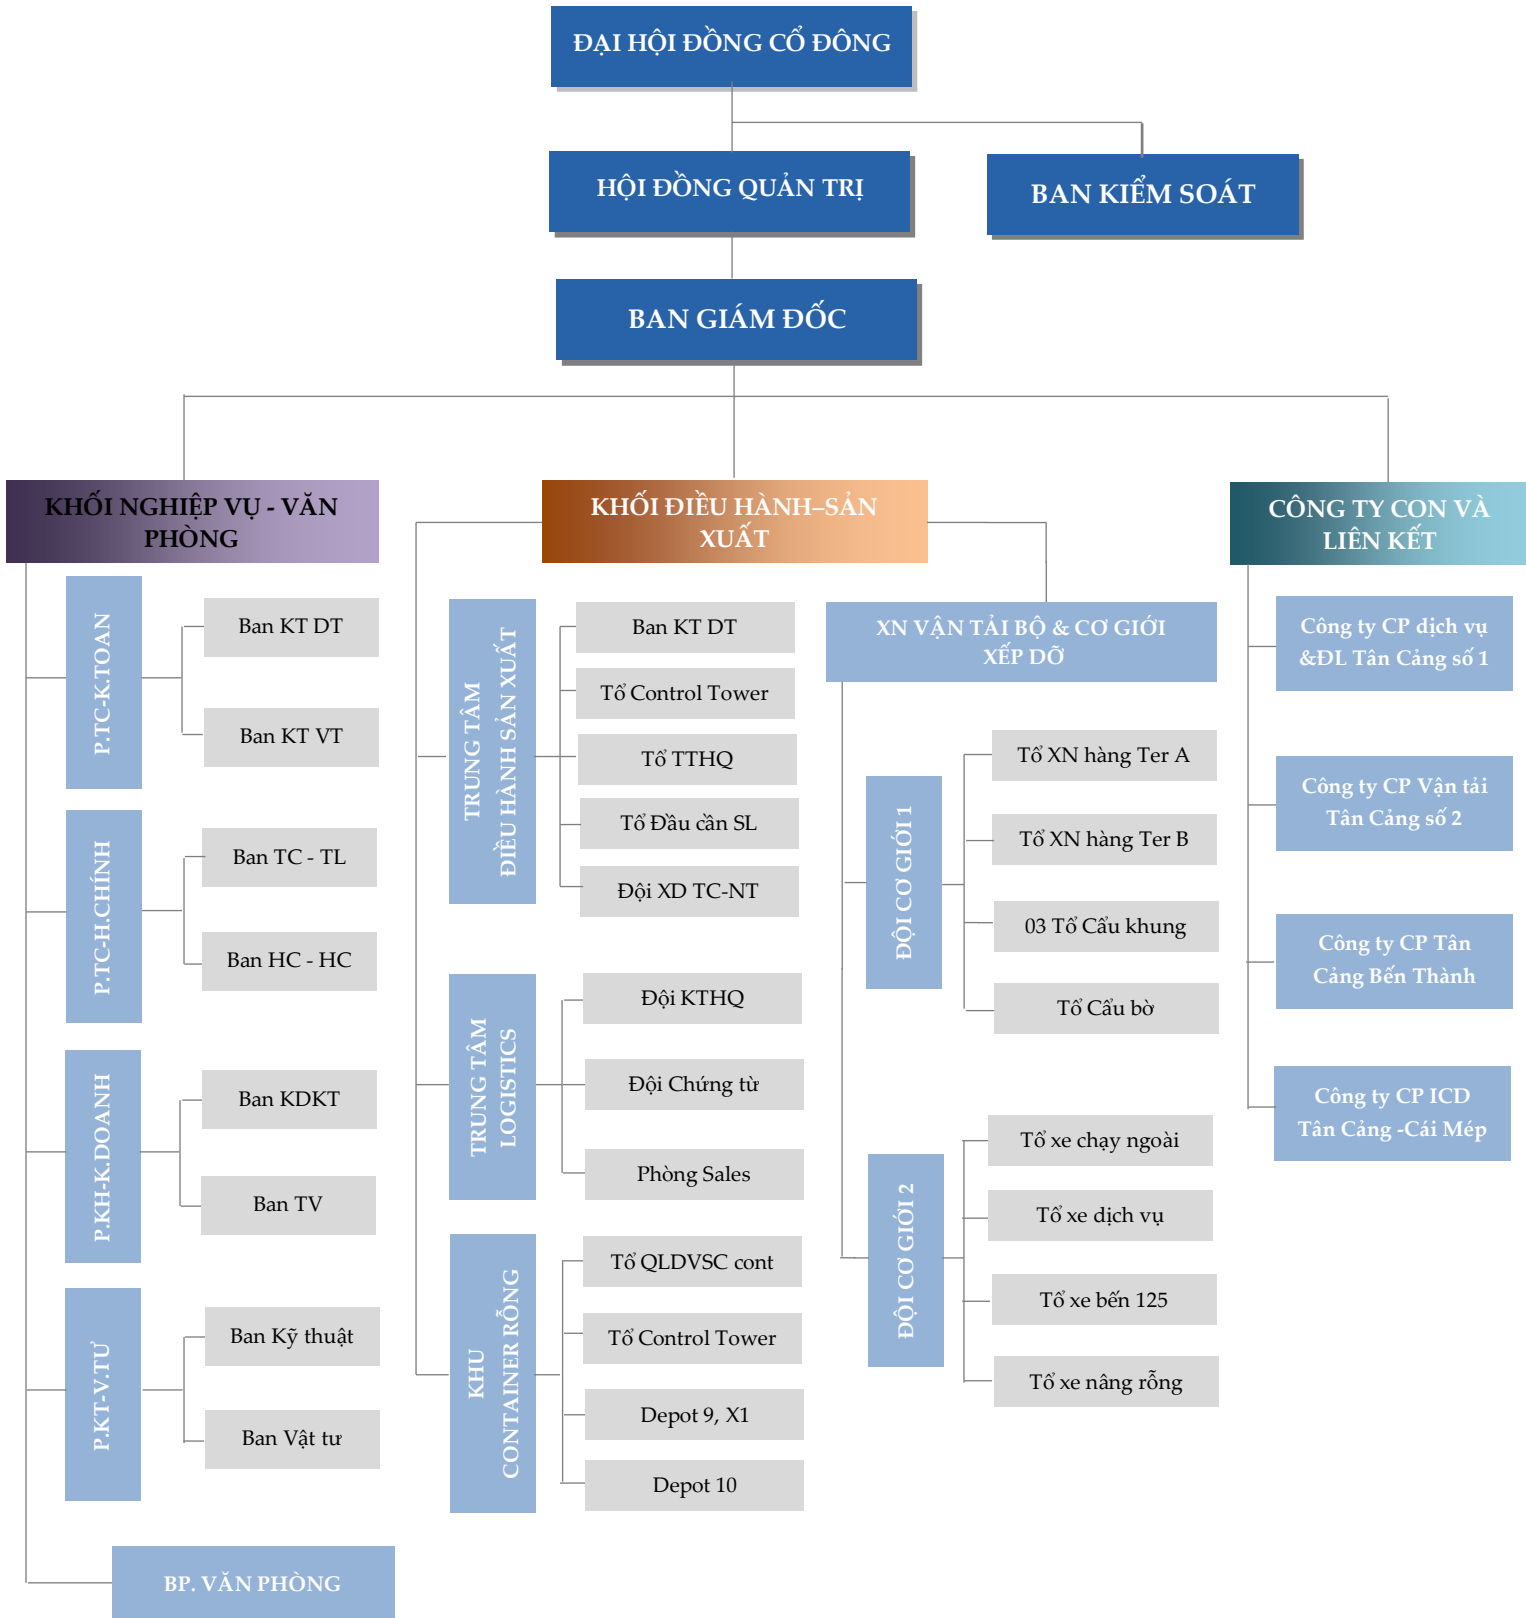 ĐẠI HỘI ĐỒNG CỔ ĐÔNG
HỘI ĐỒNG QUẢN TRỊ
BAN KIỂM SOÁT
BAN GIÁM ĐỐC
KHỐI NGHIỆP VỤ - VĂN
PHÒNG
P.TC-K.TOAN
Ban KT DT
Ban KT VT
P.TC-H.CHÍNH
Ban TC - TL
Ban HC - HC
P.KH-K.DOANH
Ban KDKT
Ban TV
P.KT-V.TƯ
Ban Kỹ thuật
Ban Vật tư
BP. VĂN PHÒNG
KHỐI ĐIỀU HÀNH–SẢN
XUẤT
TRUNG TÂM
ĐIỀU HÀNH SẢN XUẤT
Ban KT DT
Tổ Control Tower
Tổ TTHQ
Tổ Đầu cần SL
Đội XD TC-NT
TRUNG TÂM
LOGISTICS
Đội KTHQ
Đội Chứng từ
Phòng Sales
KHU
CONTAINER RỖNG
Tổ QLDVSC cont
Tổ Control Tower
Depot 9, X1
Depot 10
XN VẬN TẢI BỘ & CƠ GIỚI
XẾP DỠ
ĐỘI CƠ GIỚI 1
Tổ XN hàng Ter A
Tổ XN hàng Ter B
03 Tổ Cẩu khung
Tổ Cẩu bờ
ĐỘI CƠ GIỚI 2
Tổ xe chạy ngoài
Tổ xe dịch vụ
Tổ xe bến 125
Tổ xe nâng rỗng
CÔNG TY CON VÀ
LIÊN KẾT
Công ty CP dịch vụ
&ĐL Tân Cảng số 1
Công ty CP Vận tải
Tân Cảng số 2
Công ty CP Tân
Cảng Bến Thành
Công ty CP ICD
Tân Cảng -Cái Mép